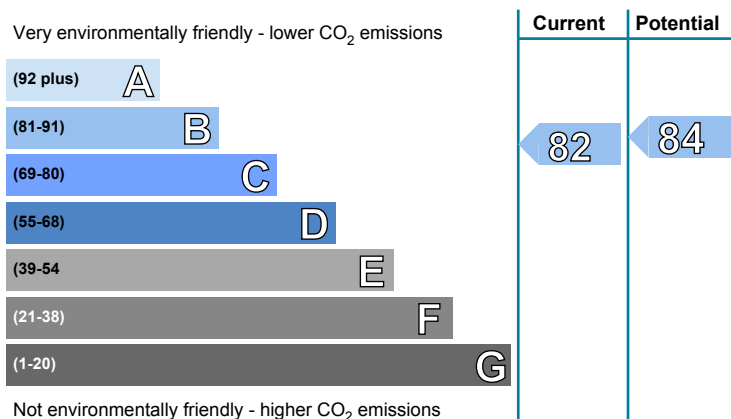 Very environmentally friendly - lower CO2 emissions
Current Potential
(92 plus) A
(81-91) B
82 84
(69-80) C
(55-68) D
(39-54 E
(21-38) F
(1-20) G
Not environmentally friendly - higher CO2 emissions